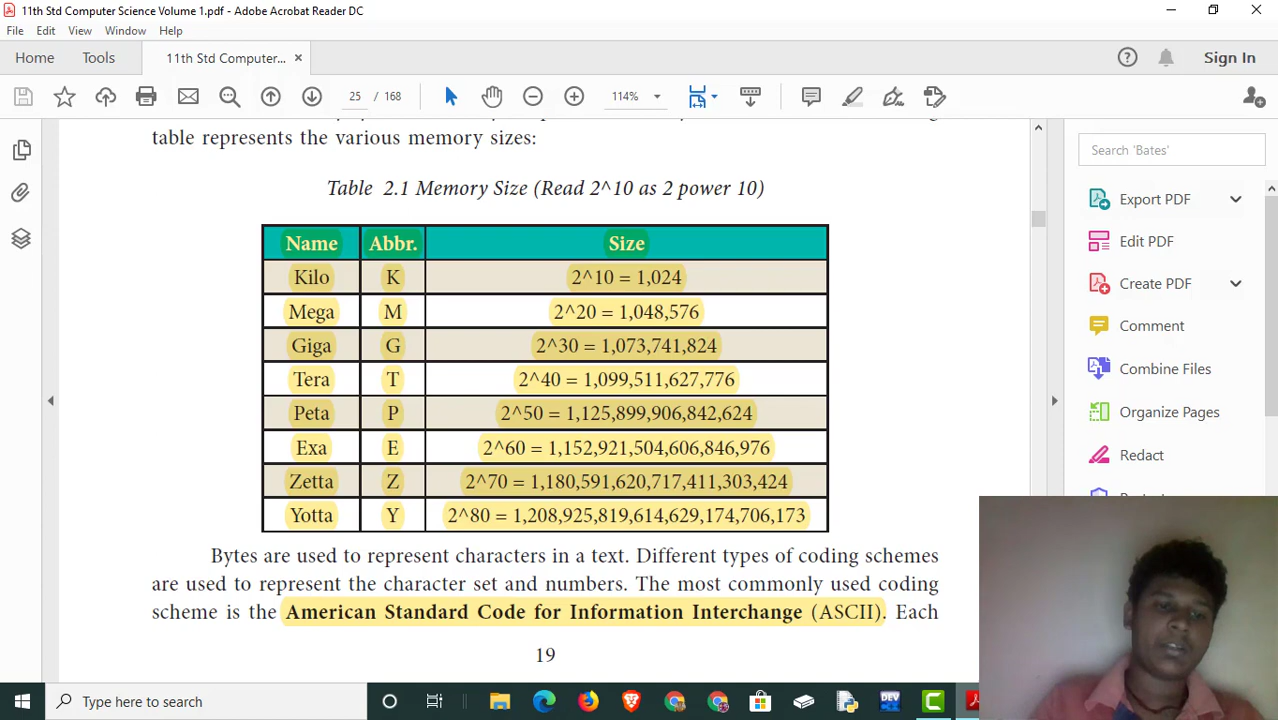 11th Std Computer Science Volume 1.pdf - Adobe Acrobat Reader DC
File Edit View Window Help
Home Tools 11th Std Computer... × Sign In
25 / 168 114%
table represents the various memory sizes:
Search 'Bates'
Table 2.1 Memory Size (Read 2^10 as 2 power 10)
Export PDF
Edit PDF
Create PDF
Comment
Combine Files
Organize Pages
Redact
Name Abbr. Size
Kilo K 2^10 = 1,024
Mega M 2^20 = 1,048,576
Giga G 2^30 = 1,073,741,824
Tera T 2^40 = 1,099,511,627,776
Peta P 2^50 = 1,125,899,906,842,624
Exa E 2^60 = 1,152,921,504,606,846,976
Zetta Z 2^70 = 1,180,591,620,717,411,303,424
Yotta Y 2^80 = 1,208,925,819,614,629,174,706,173
Bytes are used to represent characters in a text. Different types of coding schemes
are used to represent the character set and numbers. The most commonly used coding
scheme is the American Standard Code for Information Interchange (ASCII). Each
19
Type here to search
DEV